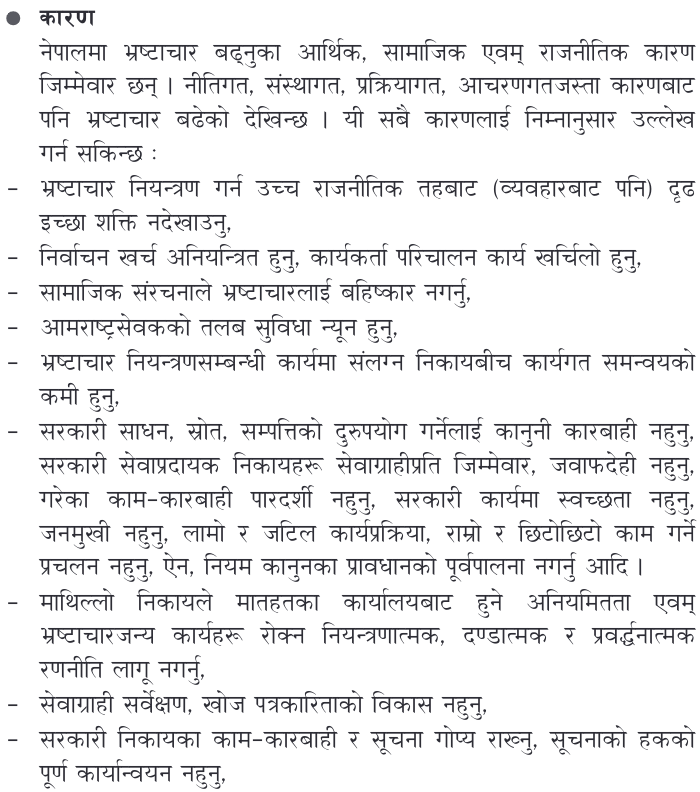 ● कारण
नेपालमा भ्रष्टाचार बढ्नुका आर्थिक, सामाजिक एवम् राजनीतिक कारण
जिम्मेवार छन् । नीतिगत, संस्थागत, प्रक्रियागत, आचरणगतजस्ता कारणबाट
पनि भ्रष्टाचार बढेको देखिन्छ । यी सबै कारणलाई निम्नानुसार उल्लेख
गर्न सकिन्छ :
– भ्रष्टाचार नियन्त्रण गर्न उच्च राजनीतिक तहबाट (व्यवहारबाट पनि) दृढ
इच्छा शक्ति नदेखाउनु,
– निर्वाचन खर्च अनियन्त्रित हुनु, कार्यकर्ता परिचालन कार्य खर्चिलो हुनु,
– सामाजिक संरचनाले भ्रष्टाचारलाई बहिष्कार नगर्नु,
– आमराष्ट्रसेवकको तलब सुविधा न्यून हुनु,
– भ्रष्टाचार नियन्त्रणसम्बन्धी कार्यमा संलग्न निकायबीच कार्यगत समन्वयको
कमी हुनु,
– सरकारी साधन, स्रोत, सम्पत्तिको दुरुपयोग गर्नेलाई कानुनी कारबाही नहुनु,
सरकारी सेवाप्रदायक निकायहरू सेवाग्राहीप्रति जिम्मेवार, जवाफदेही नहुनु,
गरेका काम-कारबाही पारदर्शी नहुनु, सरकारी कार्यमा स्वच्छता नहुनु,
जनमुखी नहुनु, लामो र जटिल कार्यप्रक्रिया, राम्रो र छिटोछिटो काम गर्ने
प्रचलन नहुनु, ऐन, नियम कानुनका प्रावधानको पूर्वपालना नगर्नु आदि ।
– माथिल्लो निकायले मातहतका कार्यालयबाट हुने अनियमितता एवम्
भ्रष्टाचारजन्य कार्यहरू रोक्न नियन्त्रणात्मक, दण्डात्मक र प्रवर्द्धनात्मक
रणनीति लागू नगर्नु,
– सेवाग्राही सर्वेक्षण, खोज पत्रकारिताको विकास नहुनु,
– सरकारी निकायका काम-कारबाही र सूचना गोप्य राख्नु, सूचनाको हकको
पूर्ण कार्यान्वयन नहुनु,